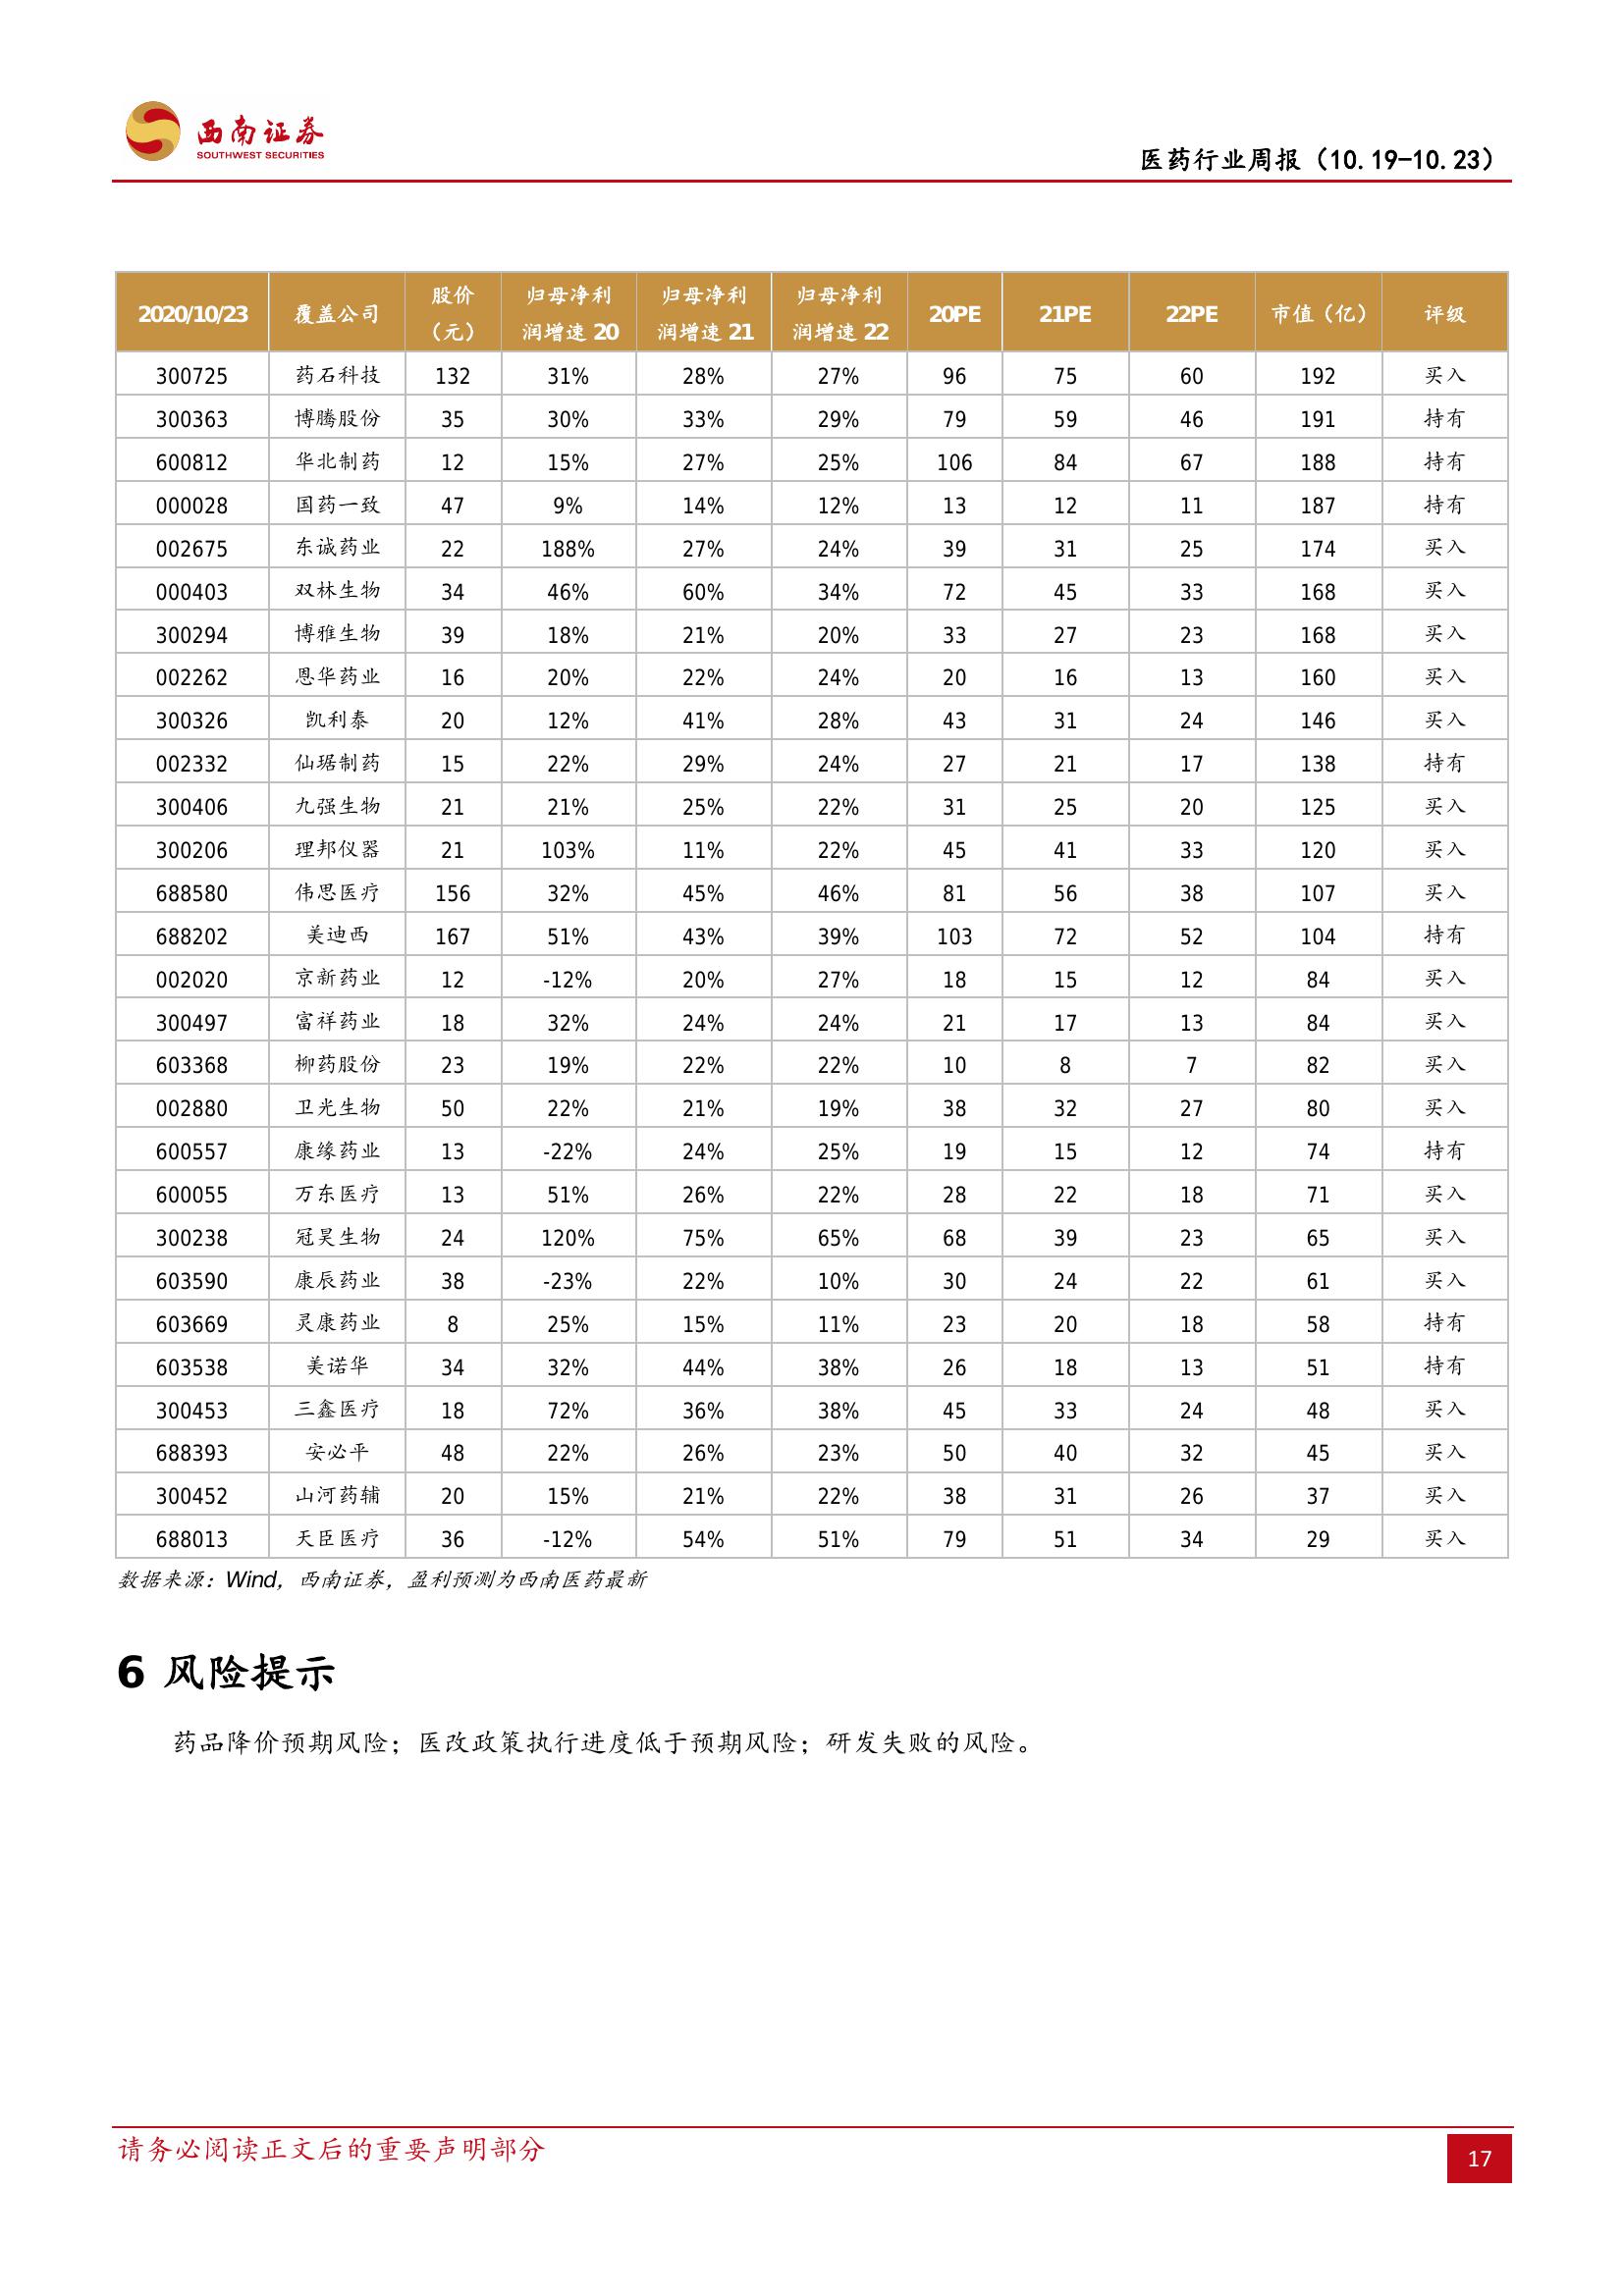 西南证券
SOUTHWEST SECURITIES
医药行业周报（10.19-10.23）
2020/10/23 覆盖公司 股价（元） 归母净利润增速 20 归母净利润增速 21 归母净利润增速 22 20PE 21PE 22PE 市值（亿） 评级
300725 药石科技 132 31% 28% 27% 96 75 60 192 买入
300363 博腾股份 35 30% 33% 29% 79 59 46 191 持有
600812 华北制药 12 15% 27% 25% 106 84 67 188 持有
000028 国药一致 47 9% 14% 12% 13 12 11 187 持有
002675 东诚药业 22 188% 27% 24% 39 31 25 174 买入
000403 双林生物 34 46% 60% 34% 72 45 33 168 买入
300294 博雅生物 39 18% 21% 20% 33 27 23 168 买入
002262 恩华药业 16 20% 22% 24% 20 16 13 160 买入
300326 凯利泰 20 12% 41% 28% 43 31 24 146 买入
002332 仙琚制药 15 22% 29% 24% 27 21 17 138 持有
300406 九强生物 21 21% 25% 22% 31 25 20 125 买入
300206 理邦仪器 21 103% 11% 22% 45 41 33 120 买入
688580 伟思医疗 156 32% 45% 46% 81 56 38 107 买入
688202 美迪西 167 51% 43% 39% 103 72 52 104 持有
002020 京新药业 12 -12% 20% 27% 18 15 12 84 买入
300497 富祥药业 18 32% 24% 24% 21 17 13 84 买入
603368 柳药股份 23 19% 22% 22% 10 8 7 82 买入
002880 卫光生物 50 22% 21% 19% 38 32 27 80 买入
600557 康缘药业 13 -22% 24% 25% 19 15 12 74 持有
600055 万东医疗 13 51% 26% 22% 28 22 18 71 买入
300238 冠昊生物 24 120% 75% 65% 68 39 23 65 买入
603590 康辰药业 38 -23% 22% 10% 30 24 22 61 买入
603669 灵康药业 8 25% 15% 11% 23 20 18 58 持有
603538 美诺华 34 32% 44% 38% 26 18 13 51 持有
300453 三鑫医疗 18 72% 36% 38% 45 33 24 48 买入
688393 安必平 48 22% 26% 23% 50 40 32 45 买入
300452 山河药辅 20 15% 21% 22% 38 31 26 37 买入
688013 天臣医疗 36 -12% 54% 51% 79 51 34 29 买入
数据来源：Wind，西南证券，盈利预测为西南医药最新
6 风险提示
药品降价预期风险；医改政策执行进度低于预期风险；研发失败的风险。
请务必阅读正文后的重要声明部分
17